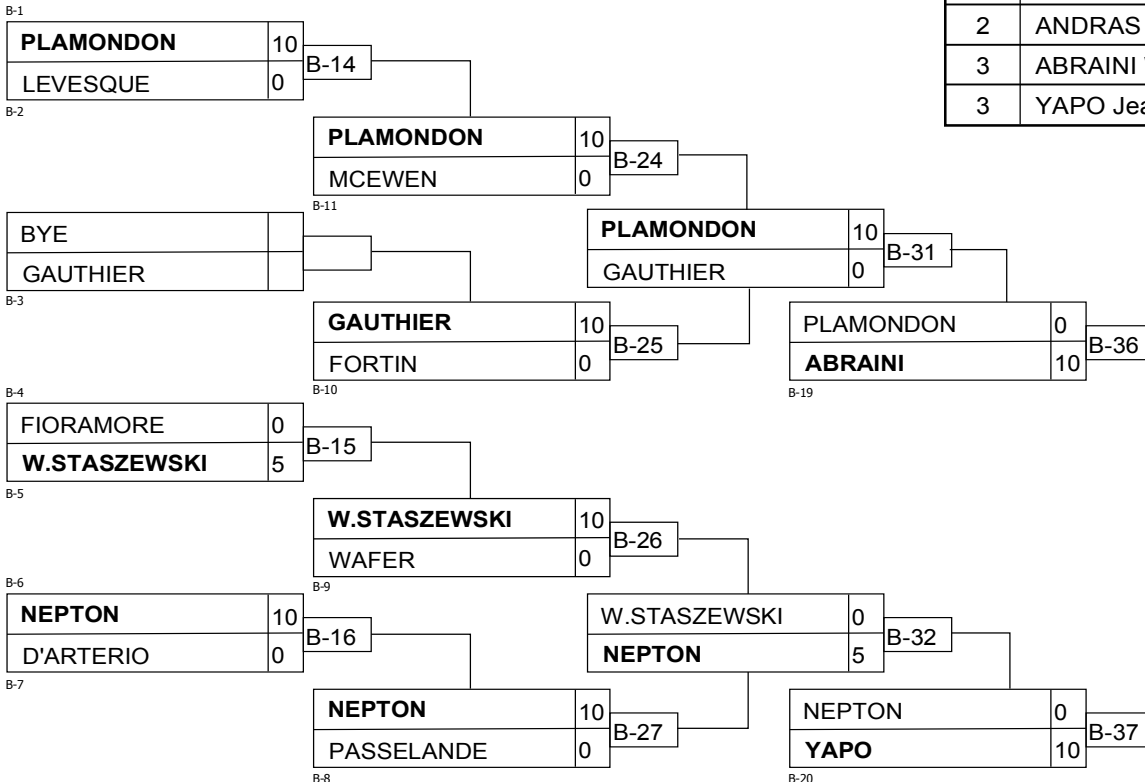 2 ANDRAS
3 ABRAINI
3 YAPO
B-1
PLAMONDON 10
B-14
LEVESQUE 0
B-2
PLAMONDON 10
B-24
MCEWEN 0
B-11
BYE
GAUTHIER
B-3
PLAMONDON 10
B-31
GAUTHIER 0
GAUTHIER 10
B-25
FORTIN 0
B-10
PLAMONDON 0
B-36
ABRAINI 10
B-19
B-4
FIORAMORE 0
B-15
W.STASZEWSKI 5
B-5
W.STASZEWSKI 10
B-26
WAFER 0
B-9
B-6
NEPTON 10
B-16
D'ARTERIO 0
B-7
W.STASZEWSKI 0
B-32
NEPTON 5
NEPTON 10
B-27
PASSELANDE 0
B-8
NEPTON 0
B-37
YAPO 10
B-20